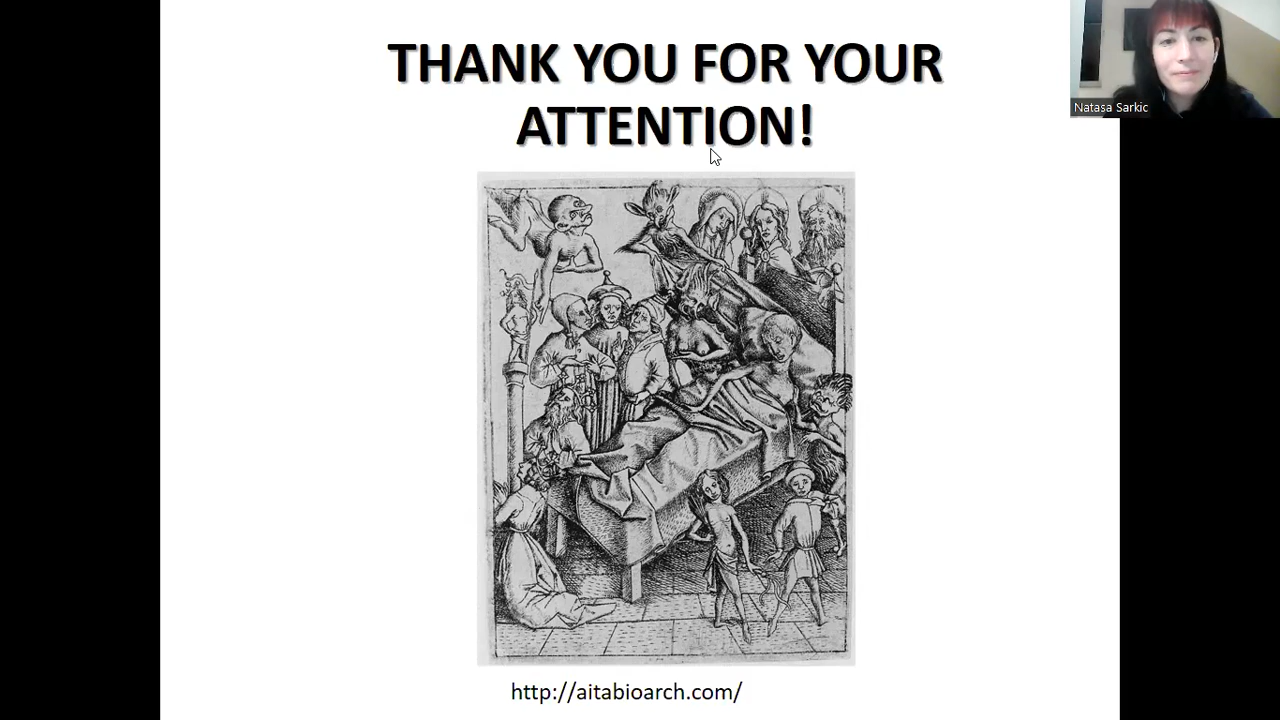 THANK YOU FOR YOUR
ATTENTION!
Natasa Sarkic
http://aitabioarch.com/